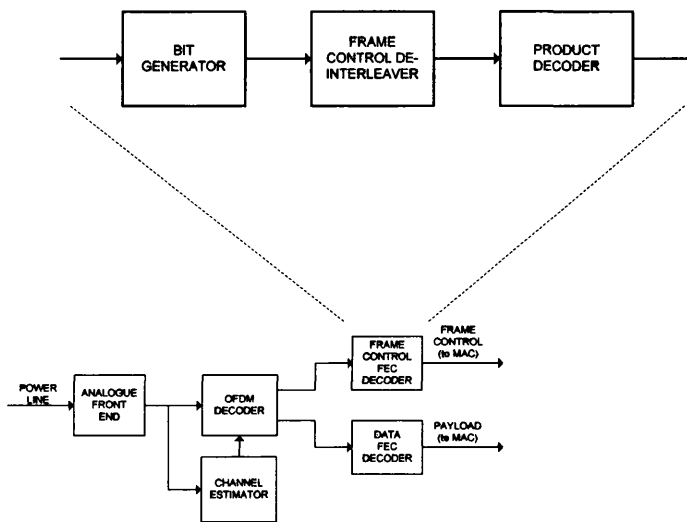 BIT
GENERATOR
FRAME
CONTROL DE-
INTERLEAVER
PRODUCT
DECODER
FRAME
CONTROL
(to MAC)
FRAME
CONTROL
FEC
DECODER
POWER
LINE
ANALOGUE
FRONT
END
OFDM
DECODER
PAYLOAD
(to MAC)
DATA
FEC
DECODER
CHANNEL
ESTIMATOR